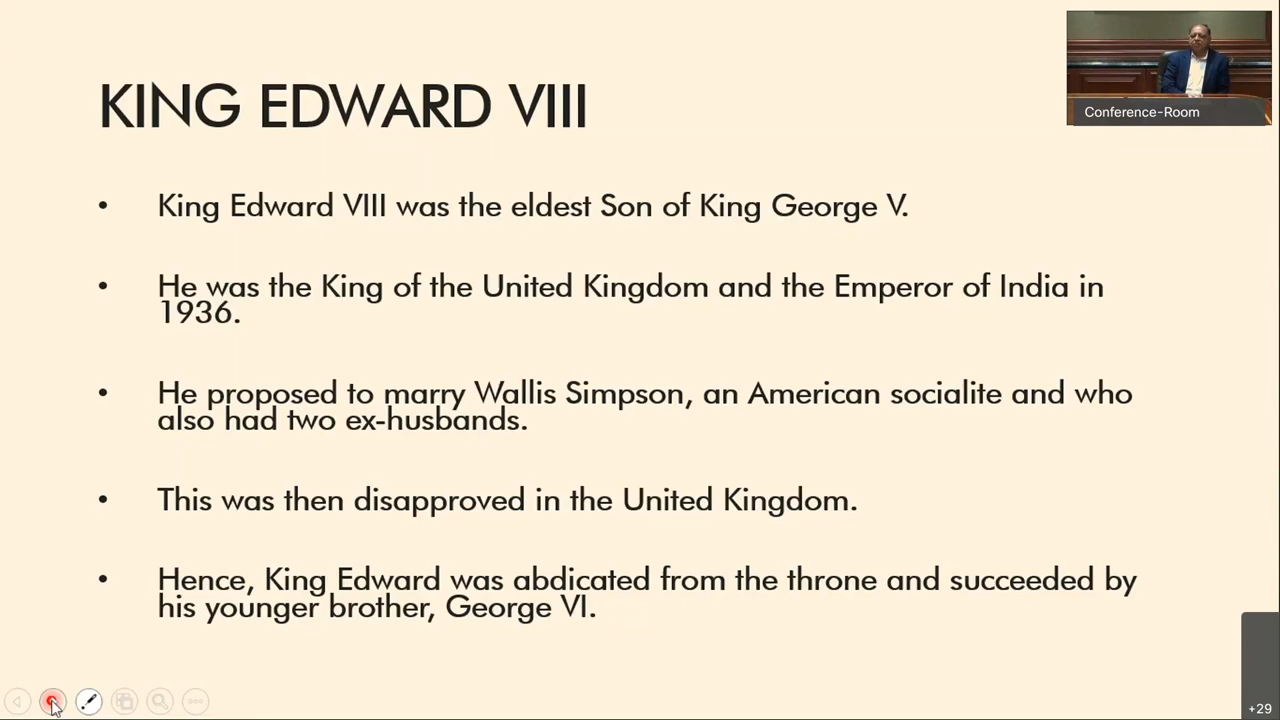 KING EDWARD VIII
Conference-Room
• King Edward VIII was the eldest Son of King George V.
• He was the King of the United Kingdom and the Emperor of India in
1936.
• He proposed to marry Wallis Simpson, an American socialite and who
also had two ex-husbands.
• This was then disapproved in the United Kingdom.
• Hence, King Edward was abdicated from the throne and succeeded by
his younger brother, George VI.
+29